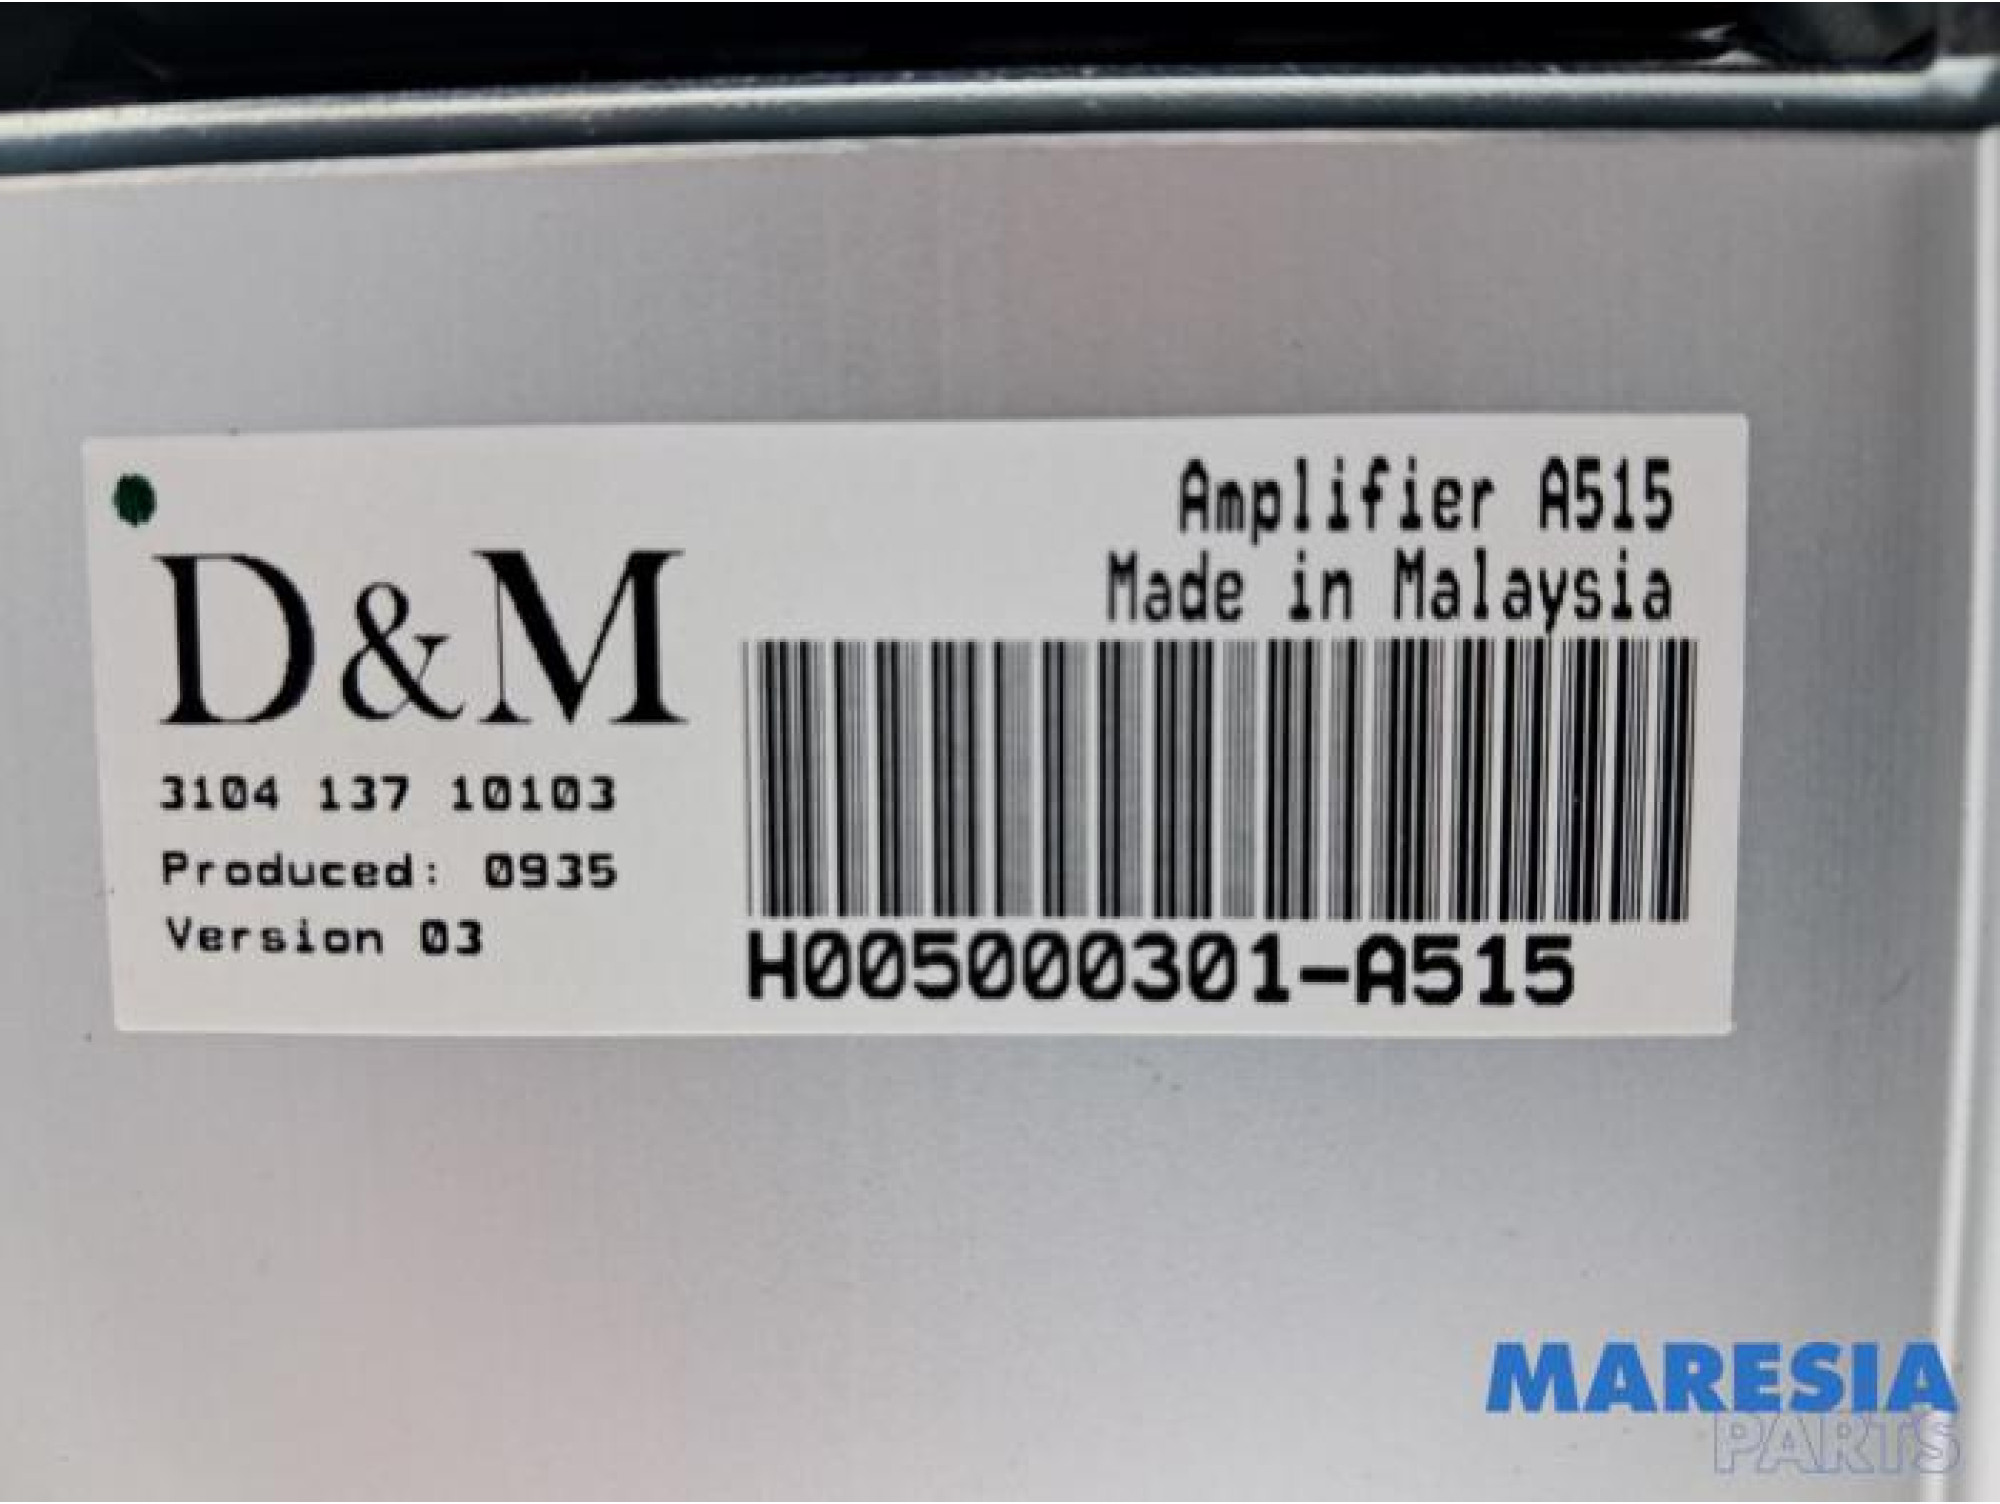 Amplifier A515
Made in Malaysia
D&M
3104 137 10103
Produced: 0935
Version 03
H005000301-A515
MARESIA
PARTS